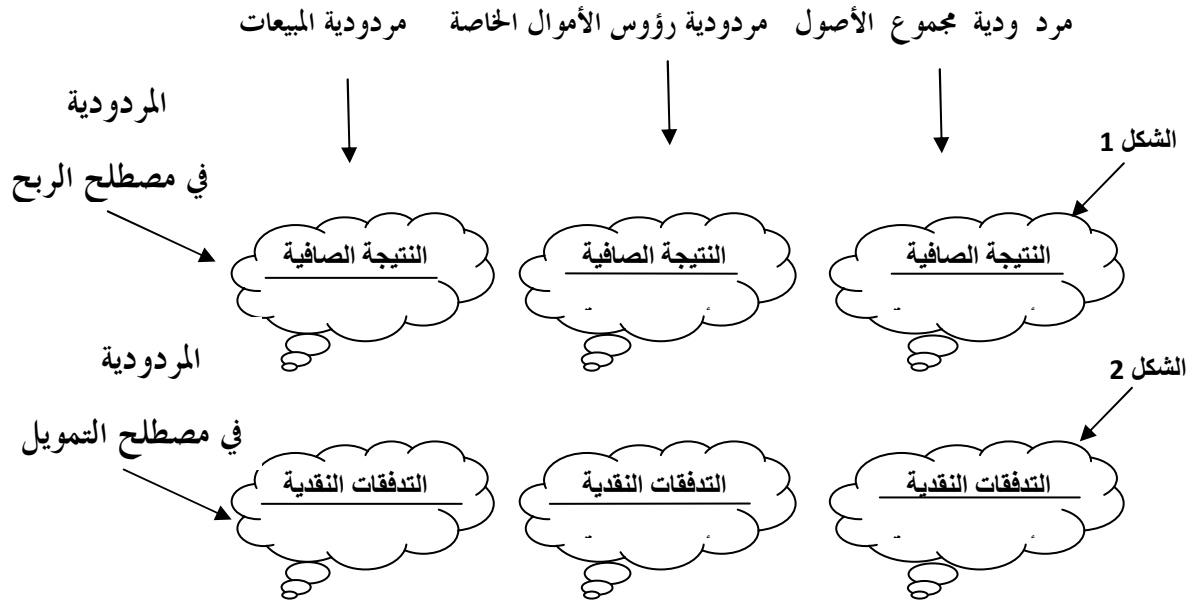 مرد ودية مجموع الأصول مردودية رؤوس الأموال الخاصة مردودية المبيعات
المردودية
في مصطلح الربح
الشكل 1
النتيجة الصافية النتيجة الصافية النتيجة الصافية
المردودية
في مصطلح التمويل
الشكل 2
التدفقات النقدية التدفقات النقدية التدفقات النقدية